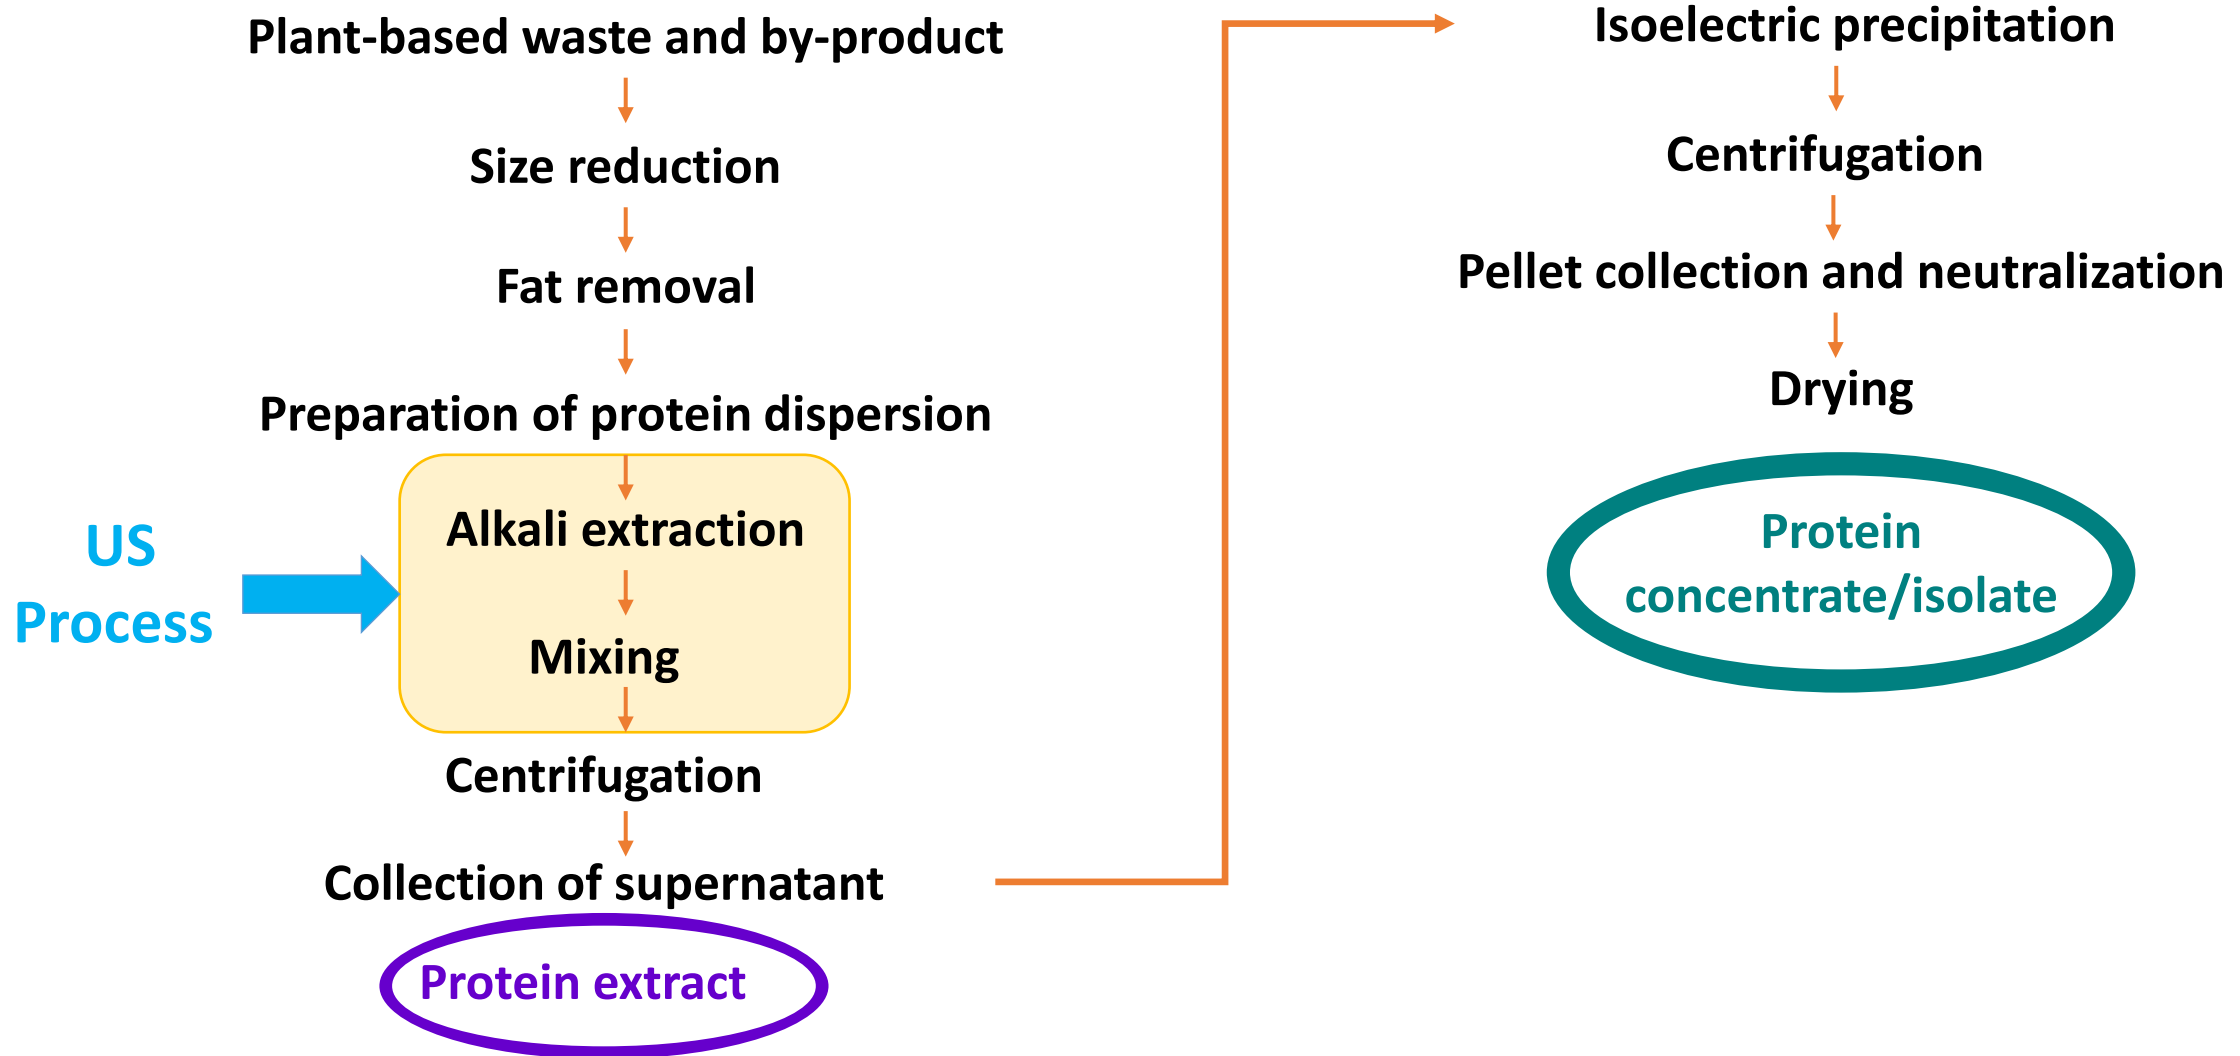 Plant-based waste and by-product
Size reduction
Fat removal
Preparation of protein dispersion
Alkali extraction
Mixing
US
Process
Centrifugation
Collection of supernatant
Protein extract
Isoelectric precipitation
Centrifugation
Pellet collection and neutralization
Drying
Protein
concentrate/isolate